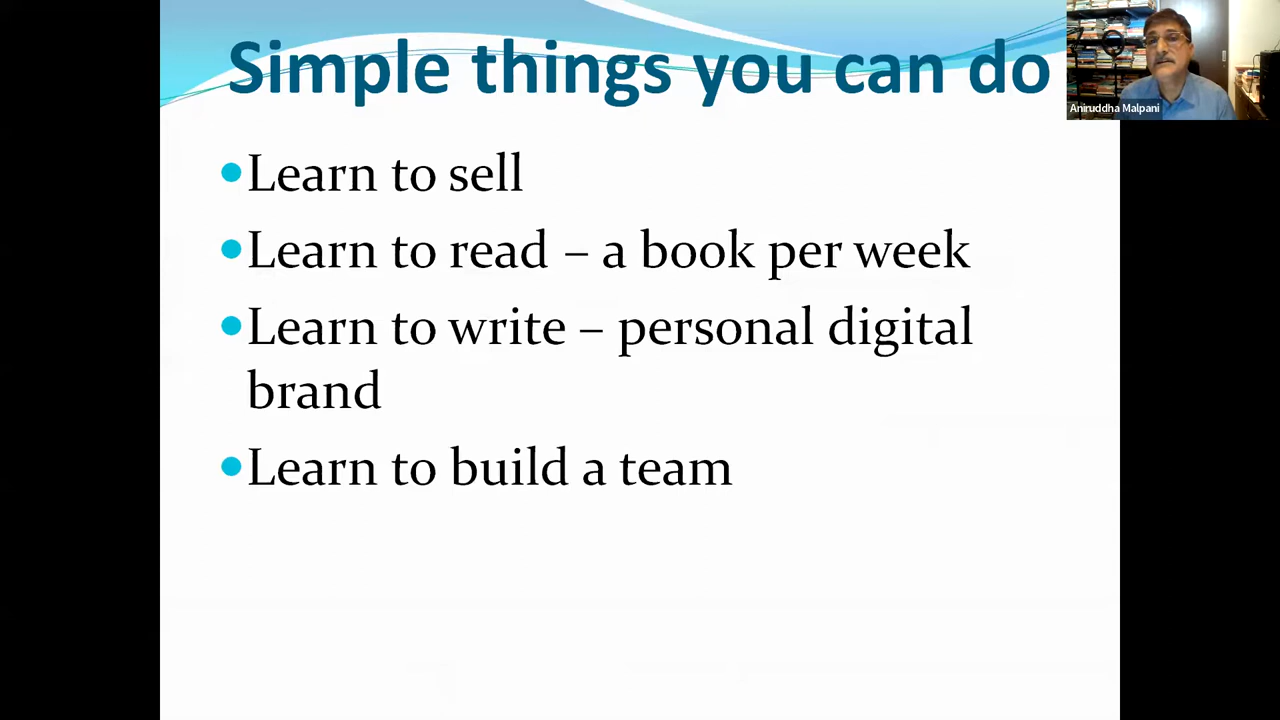 Simple things you can do
Aniruddha Malpani
•Learn to sell
•Learn to read – a book per week
•Learn to write – personal digital
brand
•Learn to build a team